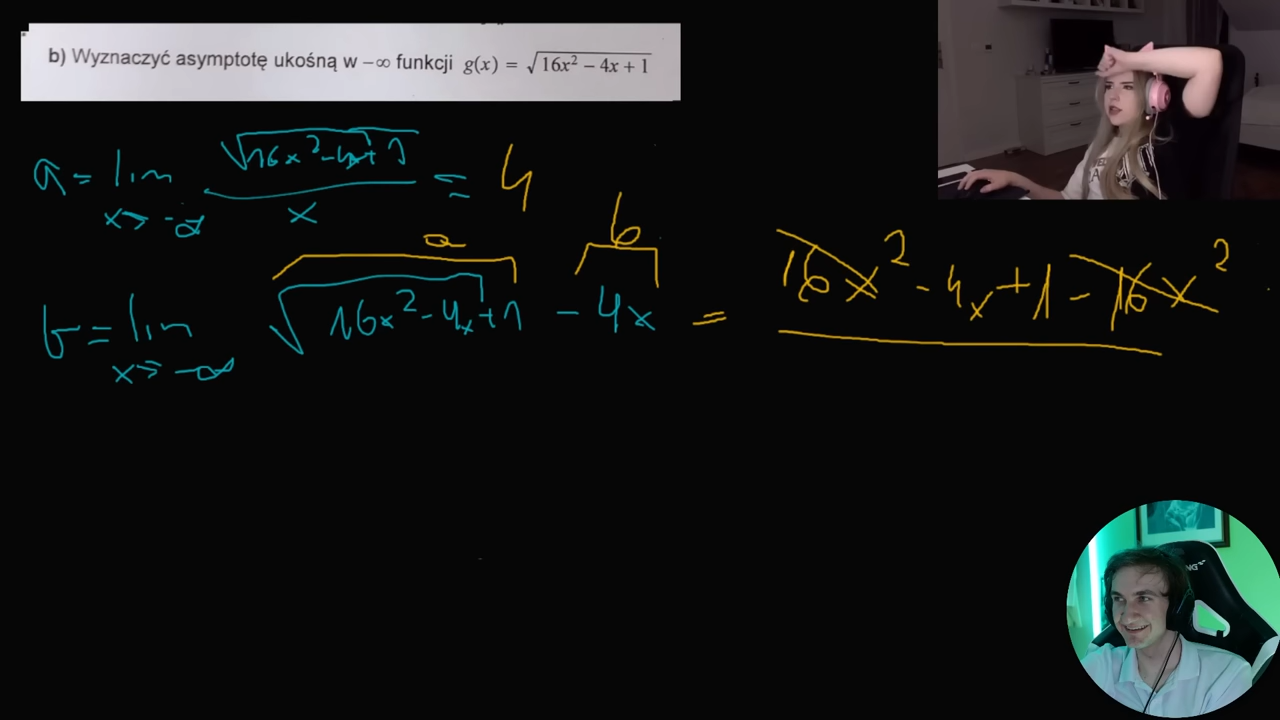 b) Wyznaczyć asymptotę ukośną w −∞ funkcji g(x) = √16x² − 4x + 1
a = lim x→-∞ √16x²-4x+1 / x = 4
a b
b = lim x→-∞ √16x²-4x+1 - 4x = 16x² - 4x + 1 - 16x²
NG